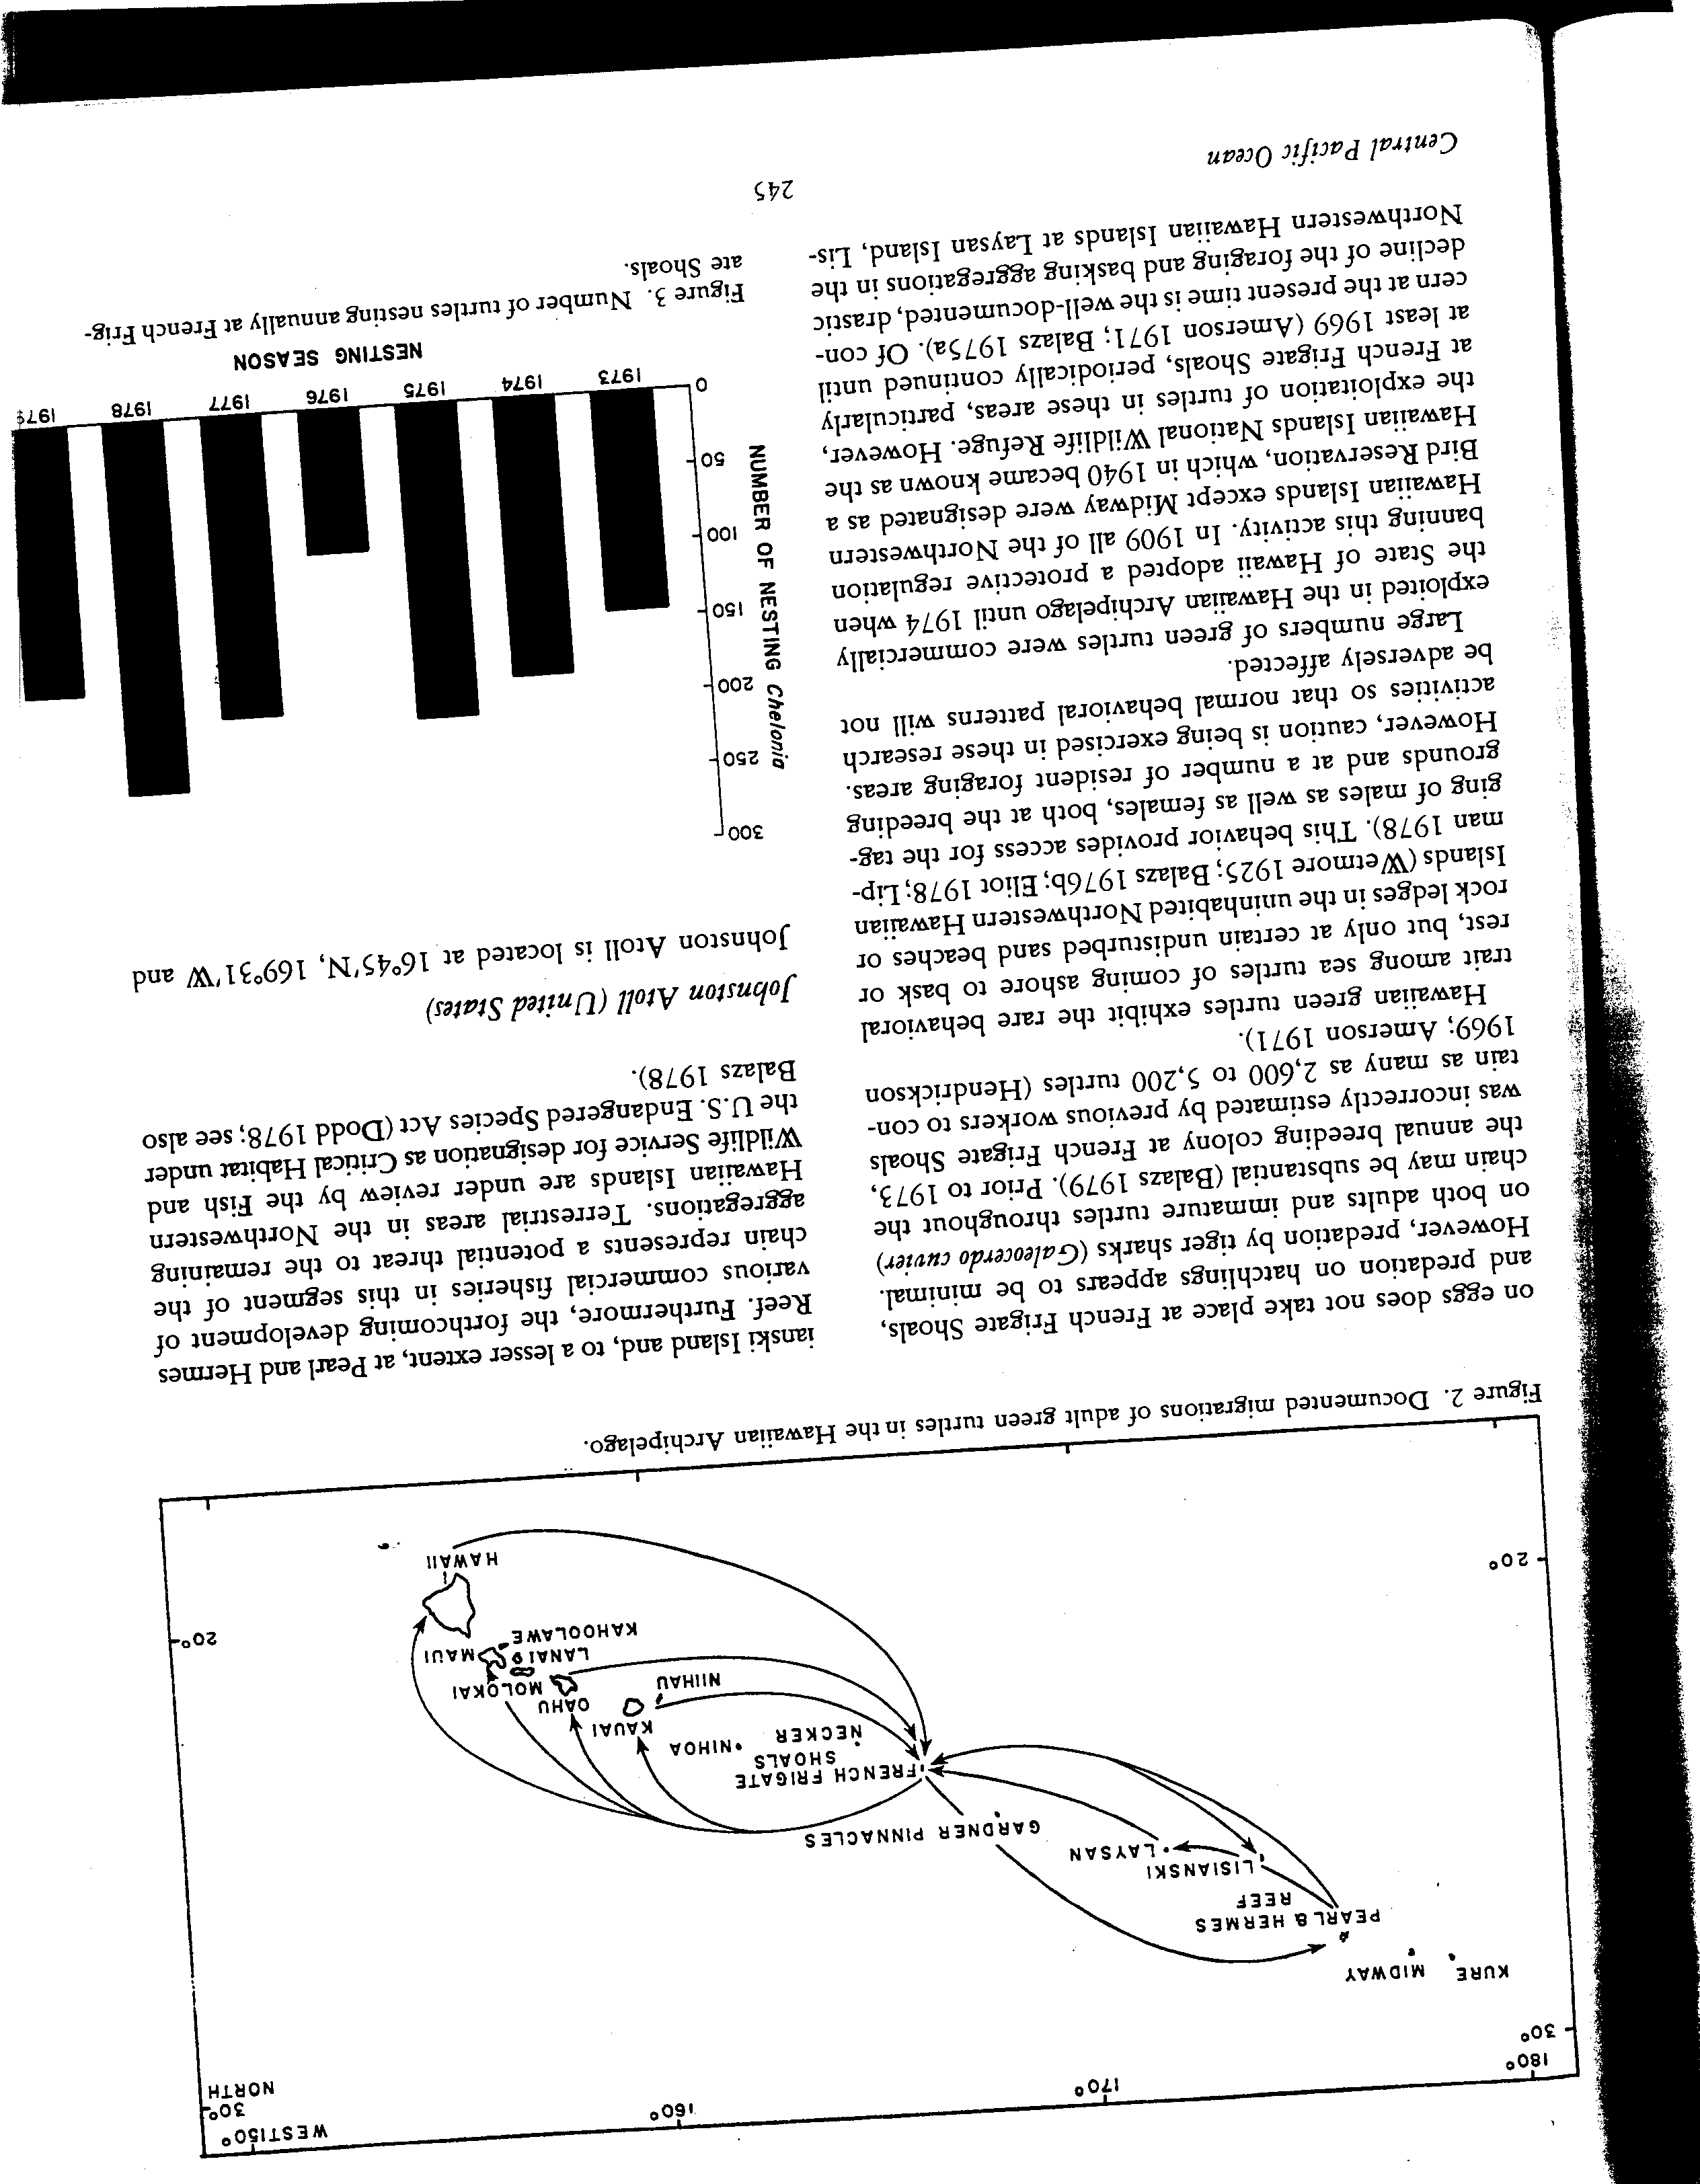 WEST150°
160°
170°
180°
30°
NORTH
30°
KURE
MIDWAY
PEARL & HERMES
REEF
LISIANSKI
LAYSAN
GARDNER PINNACLES
FRENCH FRIGATE
SHOALS
NECKER
NIHOA
KAUAI
NIIHAU
OAHU
MOLOKAI
LANAI
MAUI
KAHOOLAWE
HAWAII
20°
20°
Figure 2. Documented migrations of adult green turtles in the Hawaiian Archipelago.
on eggs does not take place at French Frigate Shoals,
and predation on hatchlings appears to be minimal.
However, predation by tiger sharks (Galeocerdo cuvier)
on both adults and immature turtles throughout the
chain may be substantial (Balazs 1979). Prior to 1973,
the annual breeding colony at French Frigate Shoals
was incorrectly estimated by previous workers to con-
tain as many as 2,600 to 5,200 turtles (Hendrickson
1969; Amerson 1971).
Hawaiian green turtles exhibit the rare behavioral
trait among sea turtles of coming ashore to bask or
rest, but only at certain undisturbed sand beaches or
rock ledges in the uninhabited Northwestern Hawaiian
Islands (Wetmore 1925; Balazs 1976b; Eliot 1978; Lip-
man 1978). This behavior provides access for the tag-
ging of males as well as females, both at the breeding
grounds and at a number of resident foraging areas.
However, caution is being exercised in these research
activities so that normal behavioral patterns will not
be adversely affected.
Large numbers of green turtles were commercially
exploited in the Hawaiian Archipelago until 1974 when
the State of Hawaii adopted a protective regulation
banning this activity. In 1909 all of the Northwestern
Hawaiian Islands except Midway were designated as a
Bird Reservation, which in 1940 became known as the
Hawaiian Islands National Wildlife Refuge. However,
the exploitation of turtles in these areas, particularly
at French Frigate Shoals, periodically continued until
at least 1969 (Amerson 1971; Balazs 1975a). Of con-
cern at the present time is the well-documented, drastic
decline of the foraging and basking aggregations in the
Northwestern Hawaiian Islands at Laysan Island, Lis-
ianski Island and, to a lesser extent, at Pearl and Hermes
Reef. Furthermore, the forthcoming development of
various commercial fisheries in this segment of the
chain represents a potential threat to the remaining
aggregations. Terrestrial areas in the Northwestern
Hawaiian Islands are under review by the Fish and
Wildlife Service for designation as Critical Habitat under
the U.S. Endangered Species Act (Dodd 1978; see also
Balazs 1978).
Johnston Atoll (United States)
Johnston Atoll is located at 16°45'N, 169°31'W and
300
250
200
150
100
50
0
NUMBER OF NESTING Chelonia
1973 1974 1975 1976 1977 1978 1979
NESTING SEASON
Figure 3. Number of turtles nesting annually at French Frig-
ate Shoals.
245
Central Pacific Ocean